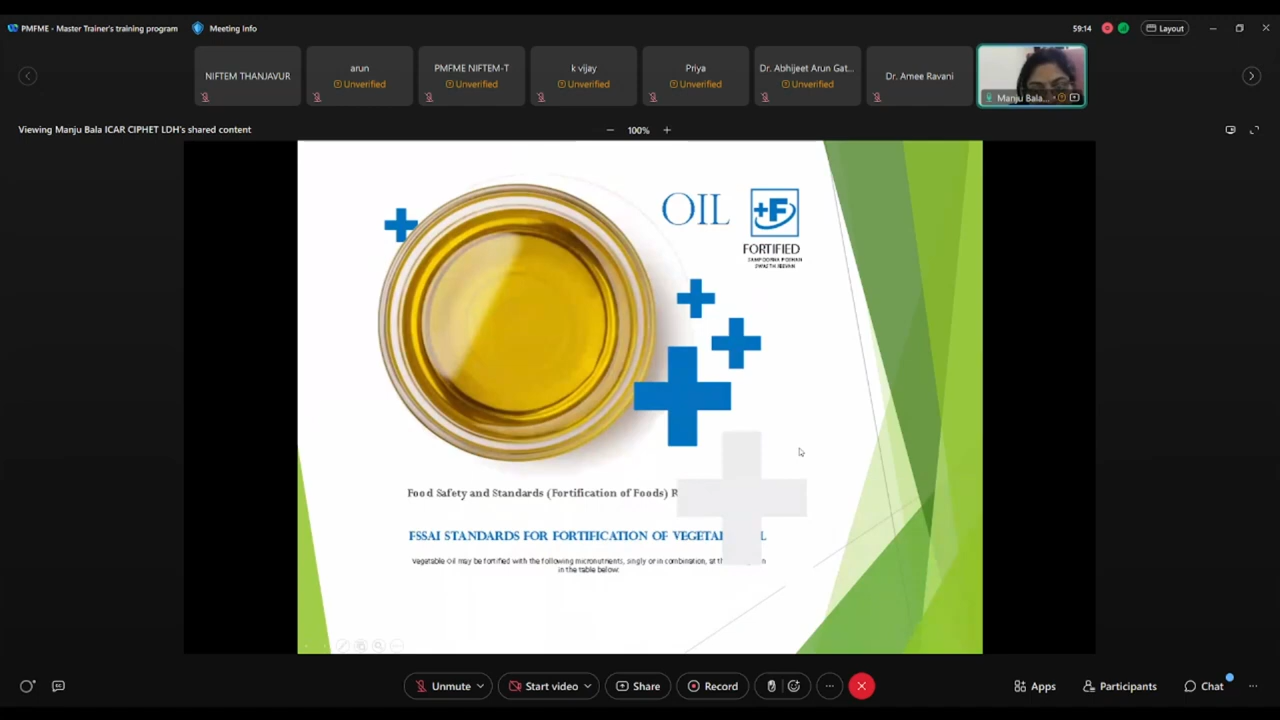 PMFME - Master Trainer's training program
Meeting Info
59:14
Layout
NIFTEM THANJAVUR
arun
Unverified
PMFME NIFTEM-T
Unverified
k vijay
Unverified
Priya
Unverified
Dr. Abhijeet Arun Gat...
Unverified
Dr. Amee Ravani
Manju Bala...
Viewing Manju Bala ICAR CIPHET LDH's shared content
100%
OIL
+F
FORTIFIED
SAMPOORNA POSHAN
SWASTH JEEVAN
Food Safety and Standards (Fortification of Foods) R
FSSAI STANDARDS FOR FORTIFICATION OF VEGETA L
Vegetable Oil may be fortified with the following micronutrients, singly or in combination, at th
in the table below:
Unmute
Start video
Share
Record
Apps
Participants
Chat